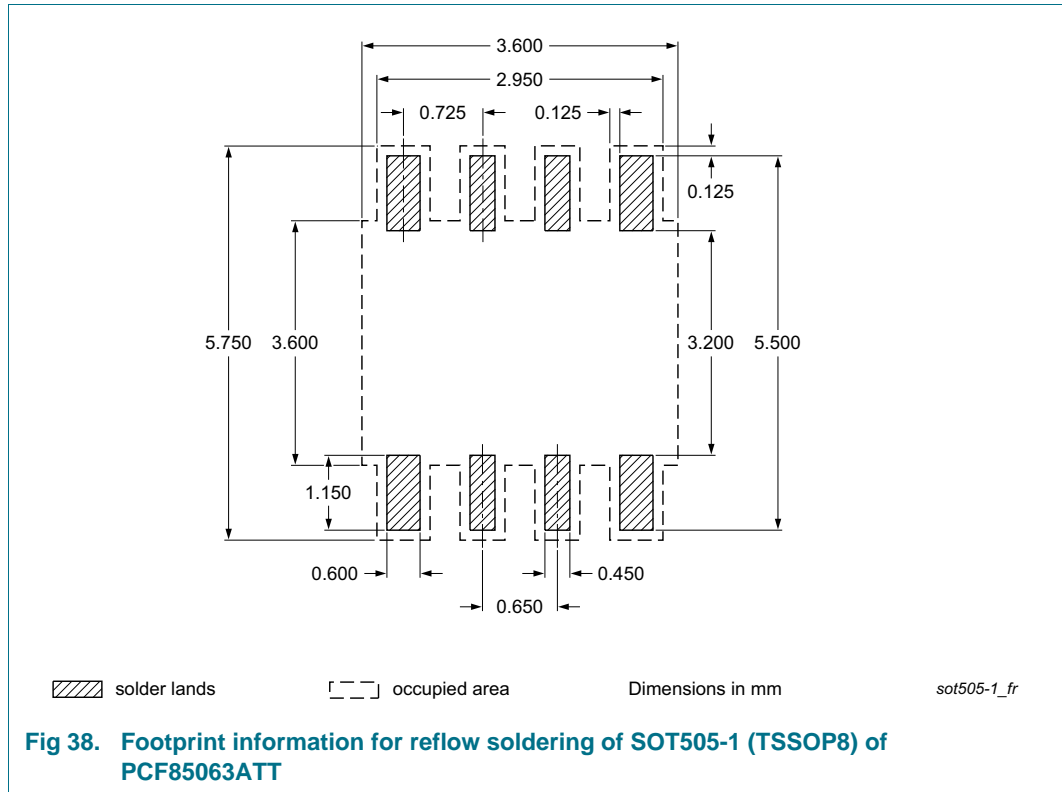 3.600
2.950
0.725 0.125
0.125
5.750 3.600 3.200 5.500
1.150
0.600 0.450
0.650
solder lands occupied area Dimensions in mm sot505-1_fr
Fig 38. Footprint information for reflow soldering of SOT505-1 (TSSOP8) of
PCF85063ATT